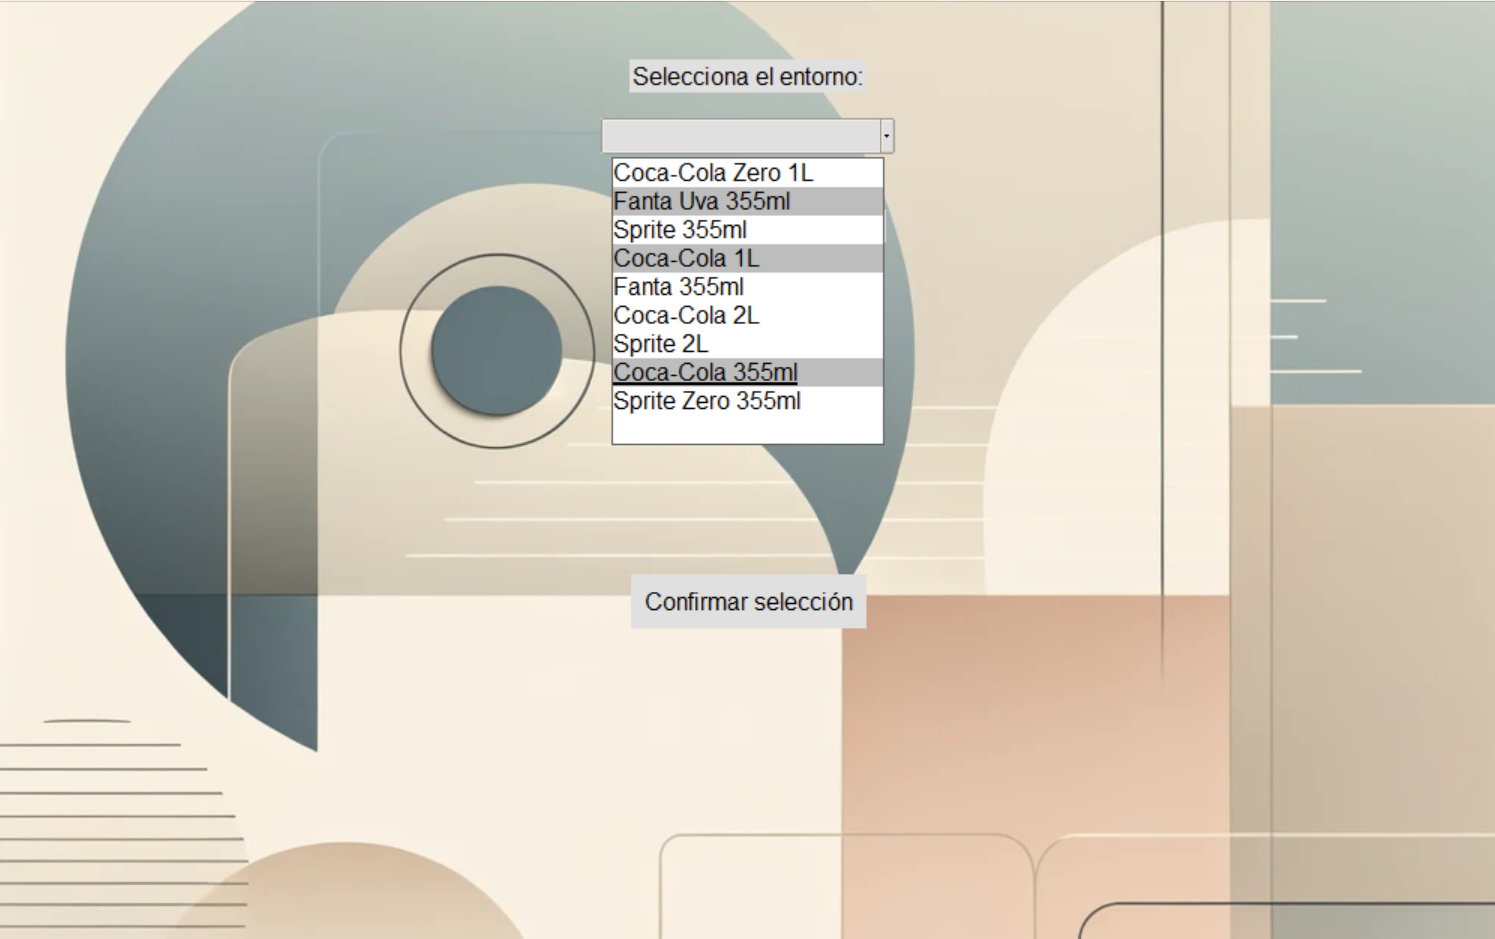 Selecciona el entorno:
Coca-Cola Zero 1L
Fanta Uva 355ml
Sprite 355ml
Coca-Cola 1L
Fanta 355ml
Coca-Cola 2L
Sprite 2L
Coca-Cola 355ml
Sprite Zero 355ml
Confirmar selección